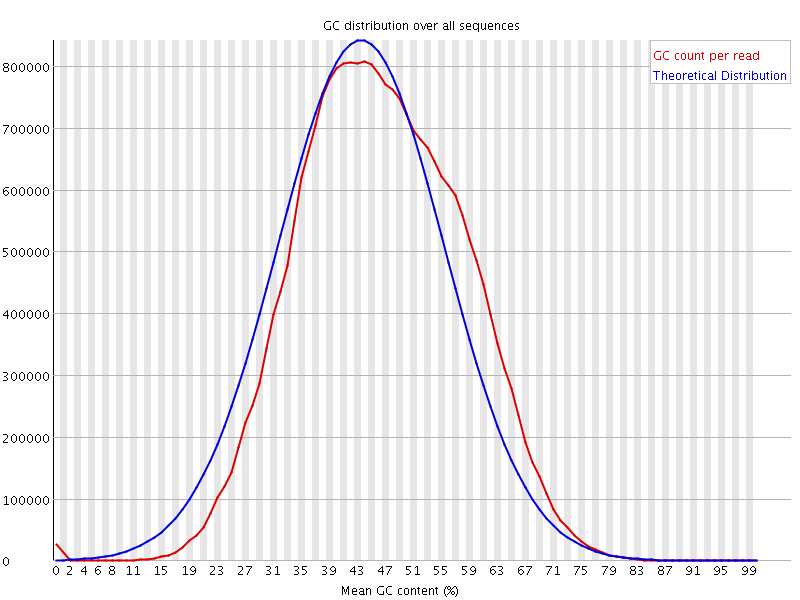 GC distribution over all sequences
GC count per read
Theoretical Distribution
800000
700000
600000
500000
400000
300000
200000
100000
0
0 2 4 6 8 11 15 19 23 27 31 35 39 43 47 51 55 59 63 67 71 75 79 83 87 91 95 99
Mean GC content (%)